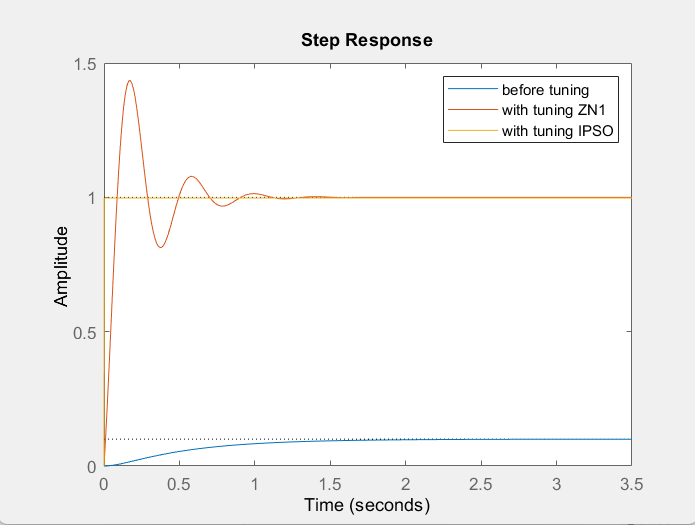 Step Response
1.5
1
0.5
0
Amplitude
before tuning
with tuning ZN1
with tuning IPSO
0 0.5 1 1.5 2 2.5 3 3.5
Time (seconds)